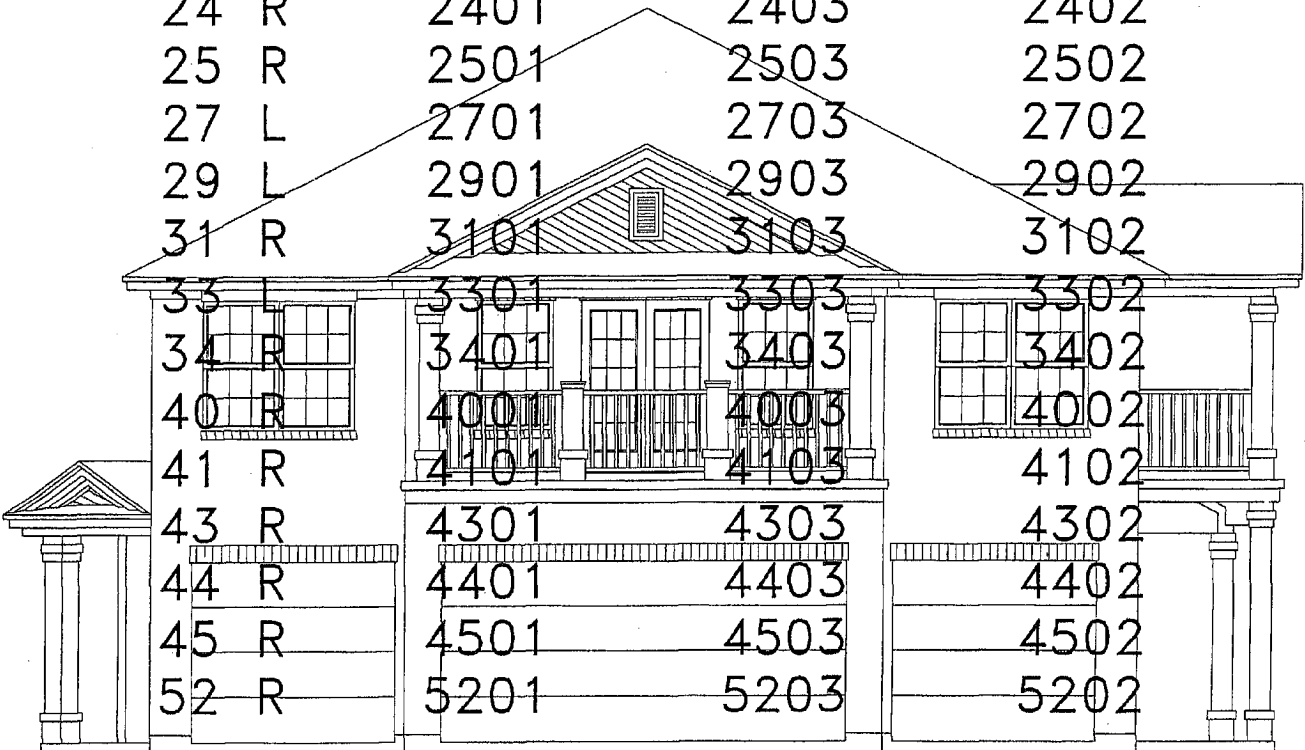 24 R 2401 2403 2402
25 R 2501 2503 2502
27 L 2701 2703 2702
29 L 2901 2903 2902
31 R 3101 3103 3102
33 L 3301 3303 3302
34 R 3401 3403 3402
40 R 4001 4003 4002
41 R 4101 4103 4102
43 R 4301 4303 4302
44 R 4401 4403 4402
45 R 4501 4503 4502
52 R 5201 5203 5202